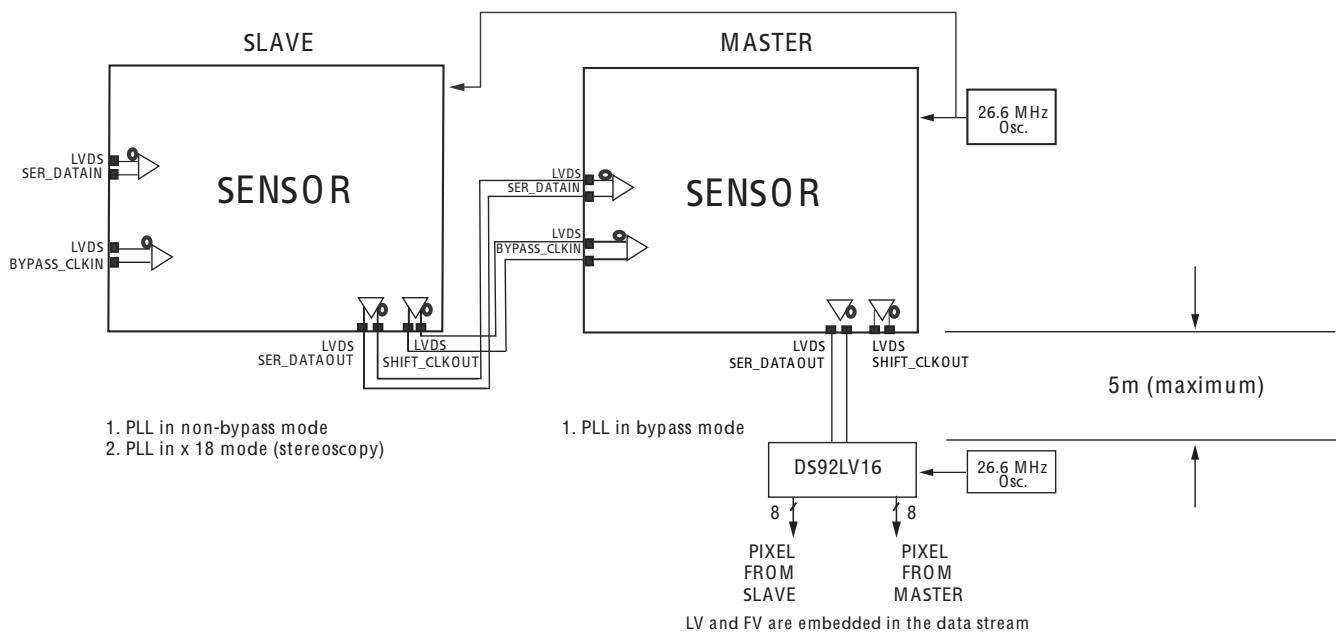 SLAVE
MASTER
26.6 MHz
Osc.
LVDS
SER_DATAIN
SENSOR
LVDS
BYPASS_CLKIN
LVDS
SER_DATAIN
SENSOR
LVDS
BYPASS_CLKIN
LVDS
SER_DATAOUT
LVDS
SHIFT_CLKOUT
LVDS
SER_DATAOUT
LVDS
SHIFT_CLKOUT
5m (maximum)
1. PLL in non-bypass mode
2. PLL in x 18 mode (stereoscopy)
1. PLL in bypass mode
DS92LV16
26.6 MHz
Osc.
8
8
PIXEL
FROM
SLAVE
PIXEL
FROM
MASTER
LV and FV are embedded in the data stream